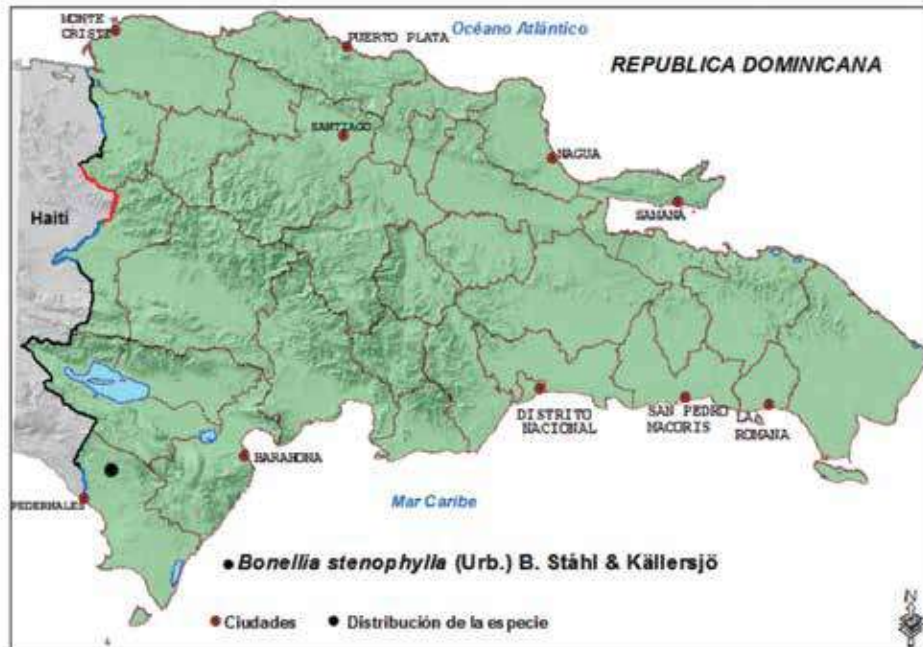 MONTE
CRISTI
PUERTO PLATA
Océano Atlántico
REPUBLICA DOMINICANA
SANTIAGO
NAGUA
SAMANA
Haití
DISTRITO
NACIONAL
SAN PEDRO
MACORIS
LA
ROMANA
BARAHONA
PEDERNALES
Mar Caribe
Bonellia stenophylla (Urb.) B. Stáhl & Källersjö
Ciudades
Distribución de la especie
N